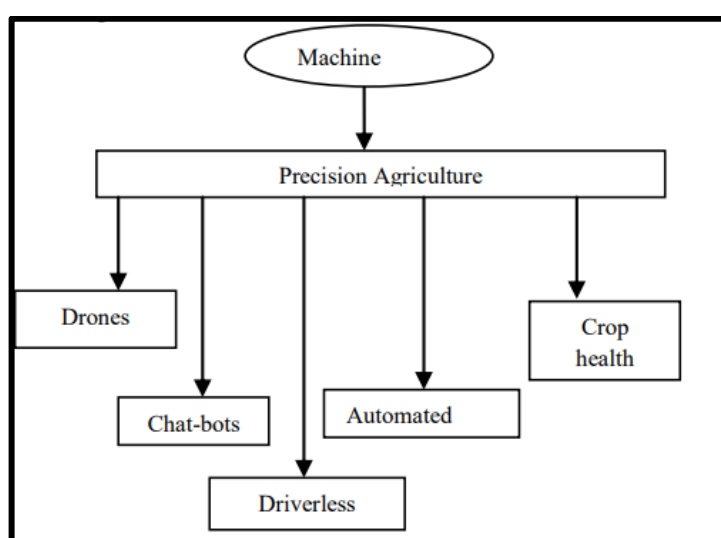 Machine
Precision Agriculture
Drones
Crop
health
Chat-bots
Automated
Driverless